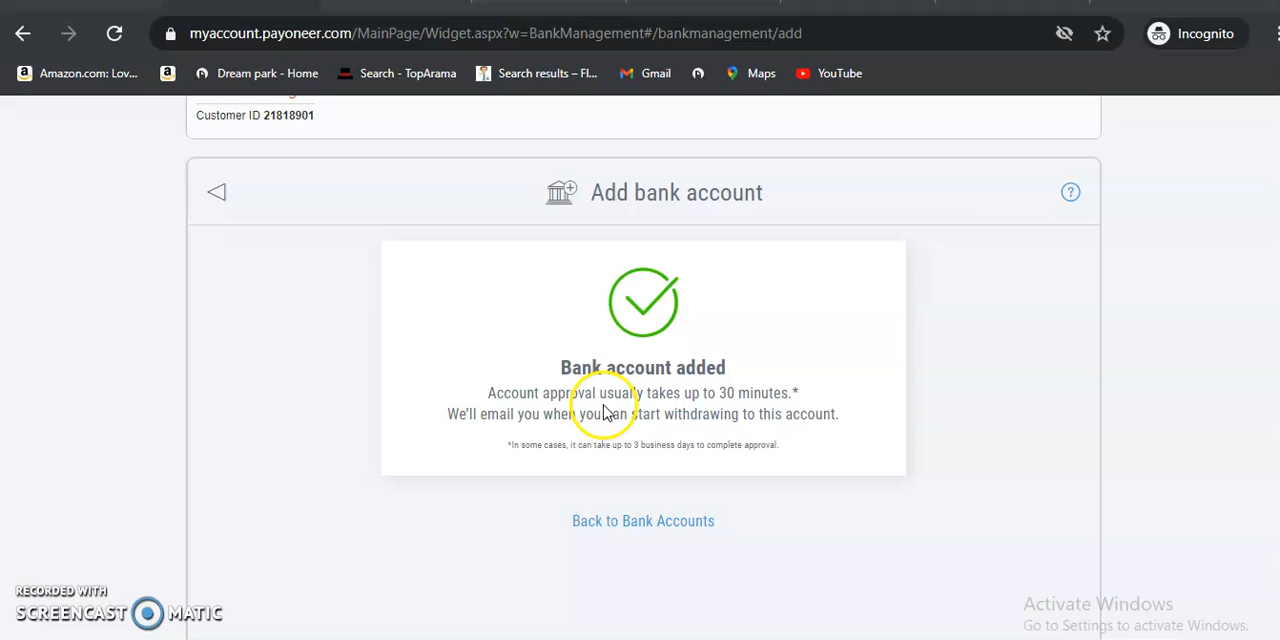 myaccount.payoneer.com/MainPage/Widget.aspx?w=BankManagement#/bankmanagement/add
Incognito
Amazon.com: Lov...
Dream park - Home
Search - TopArama
Search results – Fl...
Gmail
Maps
YouTube
Customer ID 21818901
Add bank account
?
Bank account added
Account approval usually takes up to 30 minutes.*
We'll email you when you can start withdrawing to this account.
*In some cases, it can take up to 3 business days to complete approval.
Back to Bank Accounts
RECORDED WITH
SCREENCAST MATIC
Activate Windows
Go to Settings to activate Windows.